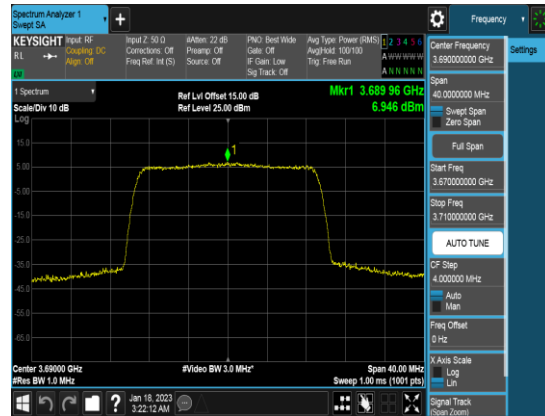 Spectrum Analyzer 1
Swept SA
Frequency
KEYSIGHT
Input: RF
Coupling: DC
Align: Off
Input Z: 50 Ω
Corrections: Off
Freq Ref: Int (S)
#Atten: 22 dB
Preamp: Off
Source: Off
PNO: Best Wide
Gate: Off
IF Gain: Low
Sig Track: Off
Avg Type: Power (RMS)
Avg|Hold: 100/100
Trig: Free Run
1 2 3 4 5 6
A W W W W W
A N N N N N
1 Spectrum
Scale/Div 10 dB
Ref Lvl Offset 15.00 dB
Ref Level 25.00 dBm
Mkr1 3.689 96 GHz
6.946 dBm
Log
15.0
5.00
-5.00
-15.0
-25.0
-35.0
-45.0
-55.0
-65.0
1
Center 3.69000 GHz
#Res BW 1.0 MHz
#Video BW 3.0 MHz*
Span 40.00 MHz
Sweep 1.00 ms (1001 pts)
Jan 18, 2023
3:22:12 AM
Center Frequency
3.690000000 GHz
Span
40.0000000 MHz
Swept Span
Zero Span
Full Span
Start Freq
3.670000000 GHz
Stop Freq
3.710000000 GHz
AUTO TUNE
CF Step
4.000000 MHz
Auto
Man
Freq Offset
0 Hz
X Axis Scale
Log
Lin
Signal Track
(Span Zoom)
Settings